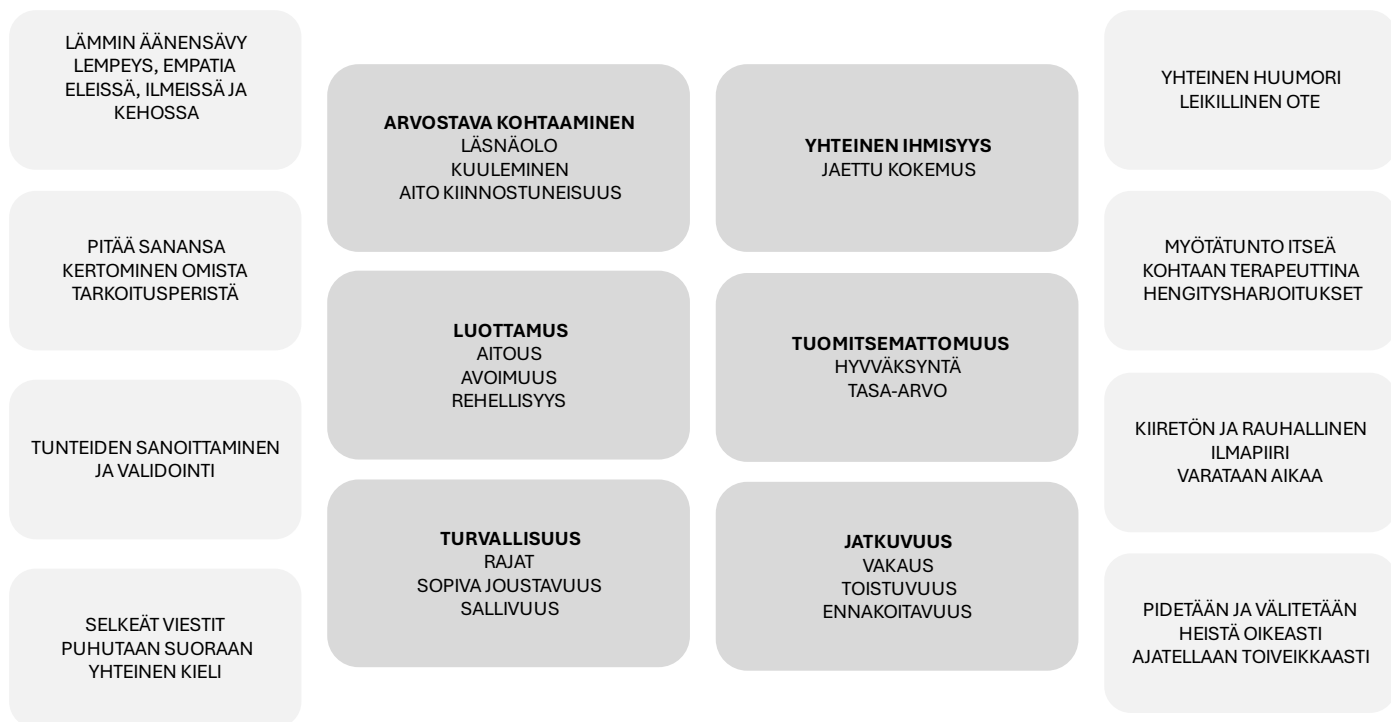 LÄMMIN ÄÄNENSÄVY
LEMPEYS, EMPATIA
ELEISSÄ, ILMEISSÄ JA
KEHOSSA
PITÄÄ SANANSA
KERTOMINEN OMISTA
TARKOITUSPERISTÄ
TUNTEIDEN SANOITTAMINEN
JA VALIDOINTI
SELKEÄT VIESTIT
PUHUTAAN SUORAAN
YHTEINEN KIELI
ARVOSTAVA KOHTAAMINEN
LÄSNÄOLO
KUULEMINEN
AITO KIINNOSTUNEISUUS
LUOTTAMUS
AITOUS
AVOIMUUS
REHELLISYYS
TURVALLISUUS
RAJAT
SOPIVA JOUSTAVUUS
SALLIVUUS
YHTEINEN IHMISYYS
JAETTU KOKEMUS
TUOMITSEMATTOMUUS
HYVVÄKSYNTÄ
TASA-ARVO
JATKUVUUS
VAKAUS
TOISTUVUUS
ENNAKOITAVUUS
YHTEINEN HUUMORI
LEIKILLINEN OTE
MYÖTÄTUNTO ITSEÄ
KOHTAAN TERAPEUTTINA
HENGITYSHARJOITUKSET
KIIRETÖN JA RAUHALLINEN
ILMAPIIRI
VARATAAN AIKAA
PIDETÄÄN JA VÄLITETÄÄN
HEISTÄ OIKEASTI
AJATELLAAN TOIVEIKKAASTI